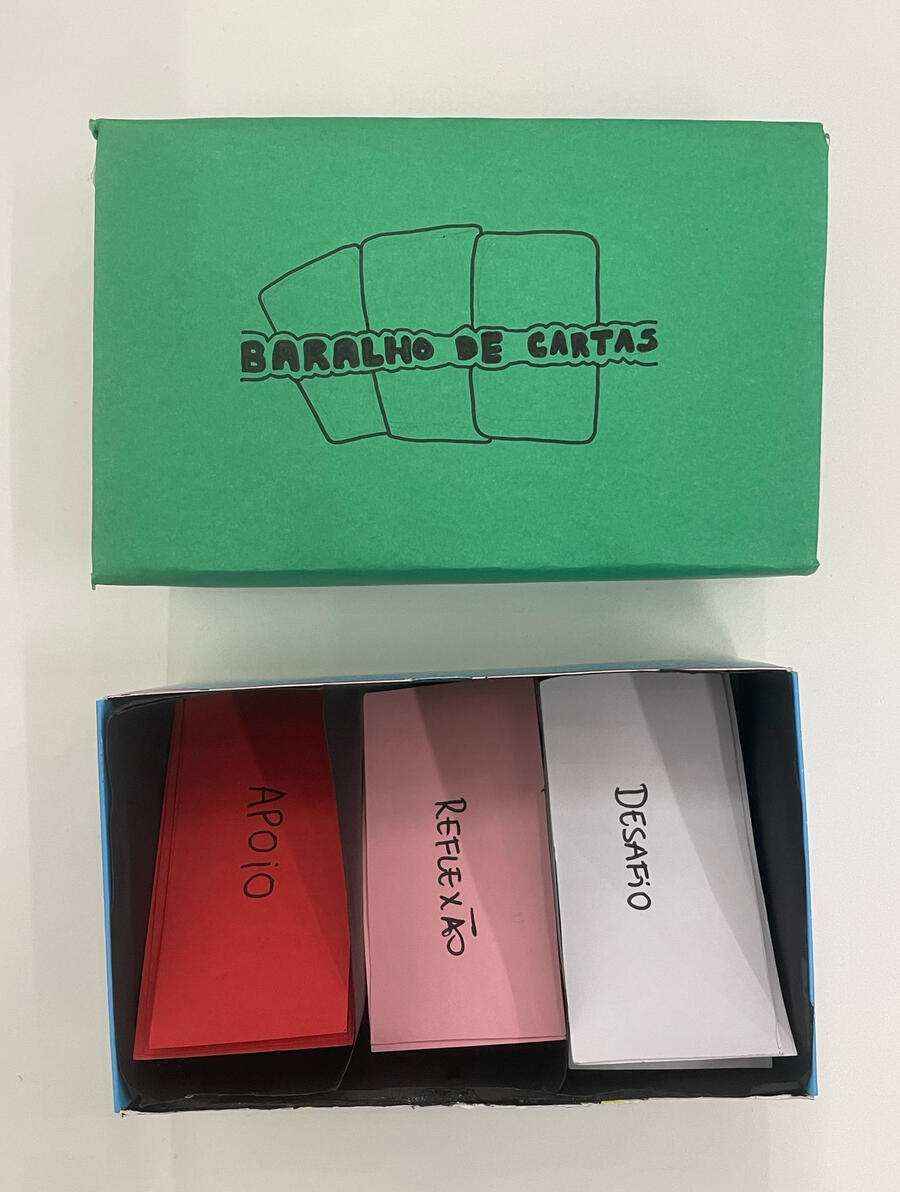 BARALHO DE CARTAS
APOIO
REFLEXÃO
DESAFIO